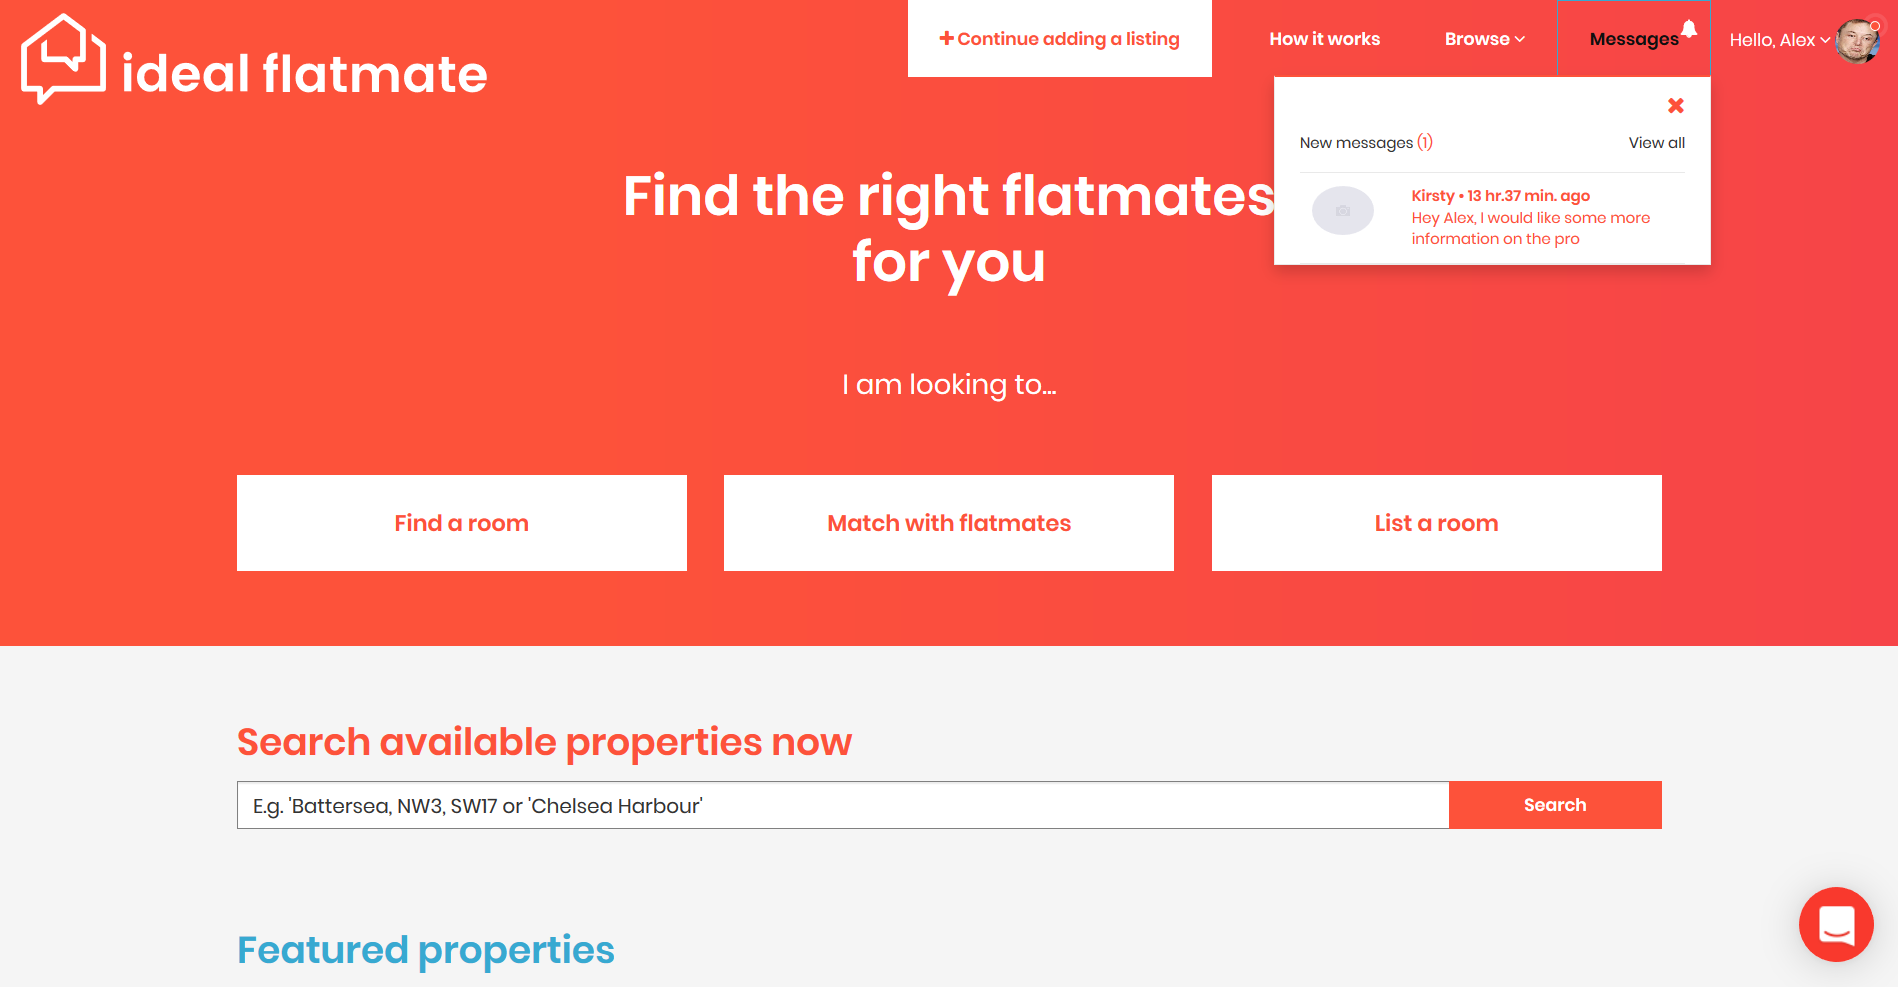 ideal flatmate
Continue adding a listing
How it works
Browse
Messages
Hello, Alex
New messages (1)
View all
Kirsty • 13 hr.37 min. ago
Hey Alex, I would like some more
information on the pro
Find the right flatmates
for you
I am looking to...
Find a room
Match with flatmates
List a room
Search available properties now
E.g. 'Battersea, NW3, SW17 or 'Chelsea Harbour'
Search
Featured properties